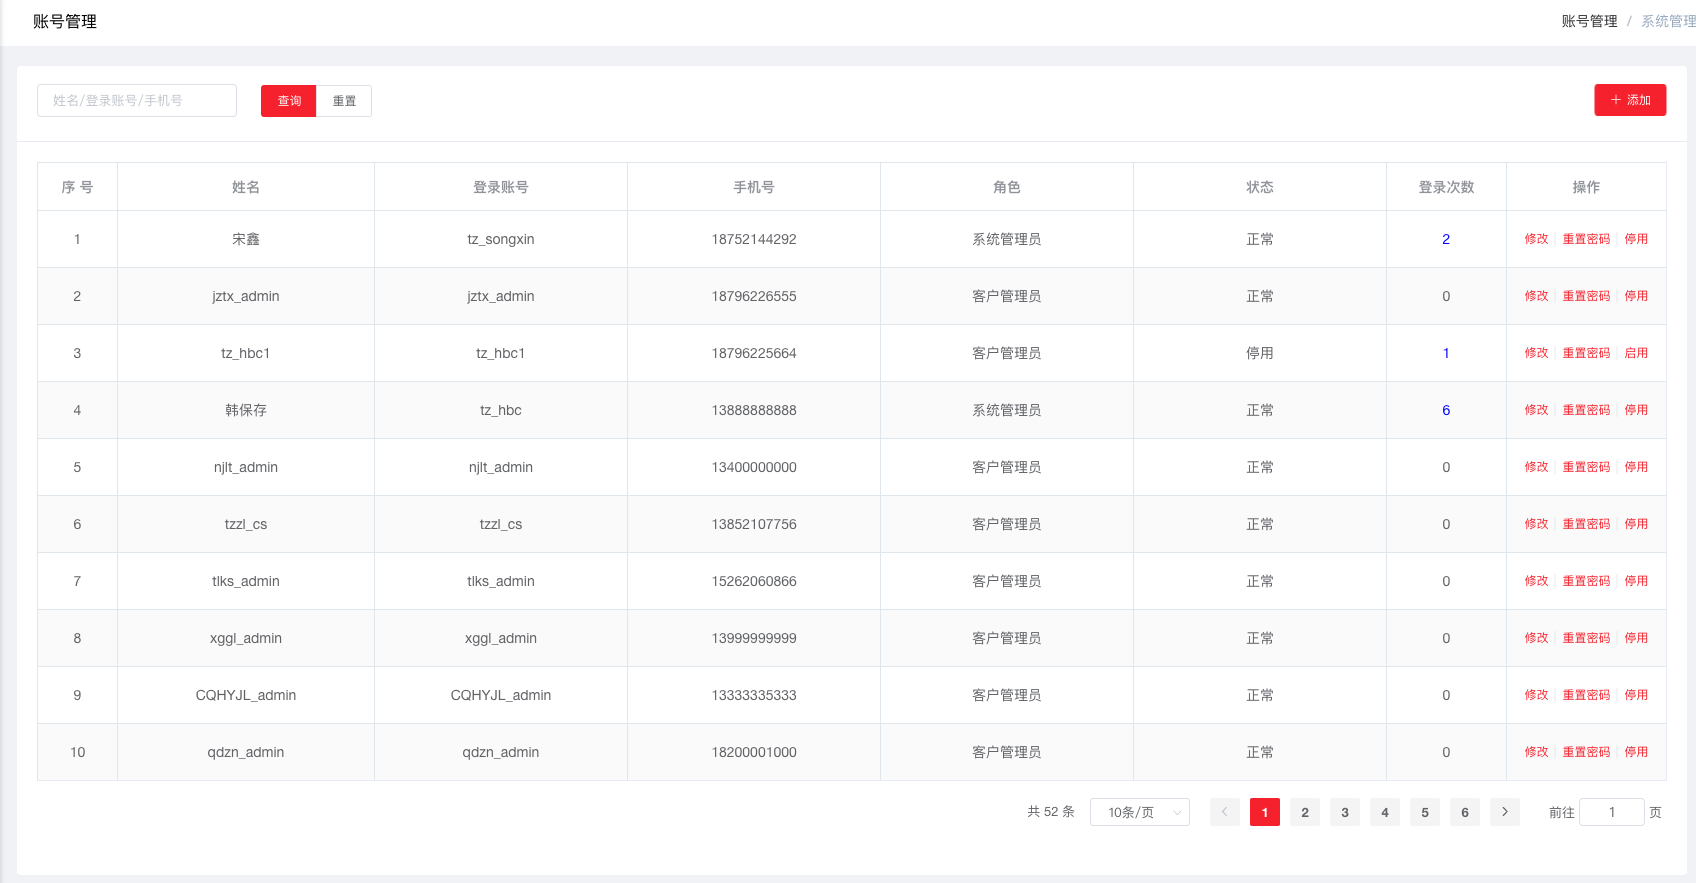 账号管理
账号管理 / 系统管理
姓名/登录账号/手机号 查询 重置 + 添加
序 号 姓名 登录账号 手机号 角色 状态 登录次数 操作
1 宋鑫 tz_songxin 18752144292 系统管理员 正常 2 修改 重置密码 停用
2 jztx_admin jztx_admin 18796226555 客户管理员 正常 0 修改 重置密码 停用
3 tz_hbc1 tz_hbc1 18796225664 客户管理员 停用 1 修改 重置密码 启用
4 韩保存 tz_hbc 13888888888 系统管理员 正常 6 修改 重置密码 停用
5 njlt_admin njlt_admin 13400000000 客户管理员 正常 0 修改 重置密码 停用
6 tzzl_cs tzzl_cs 13852107756 客户管理员 正常 0 修改 重置密码 停用
7 tlks_admin tlks_admin 15262060866 客户管理员 正常 0 修改 重置密码 停用
8 xggl_admin xggl_admin 13999999999 客户管理员 正常 0 修改 重置密码 停用
9 CQHYJL_admin CQHYJL_admin 13333335333 客户管理员 正常 0 修改 重置密码 停用
10 qdzn_admin qdzn_admin 18200001000 客户管理员 正常 0 修改 重置密码 停用
共 52 条 10条/页 1 2 3 4 5 6 前往 1 页